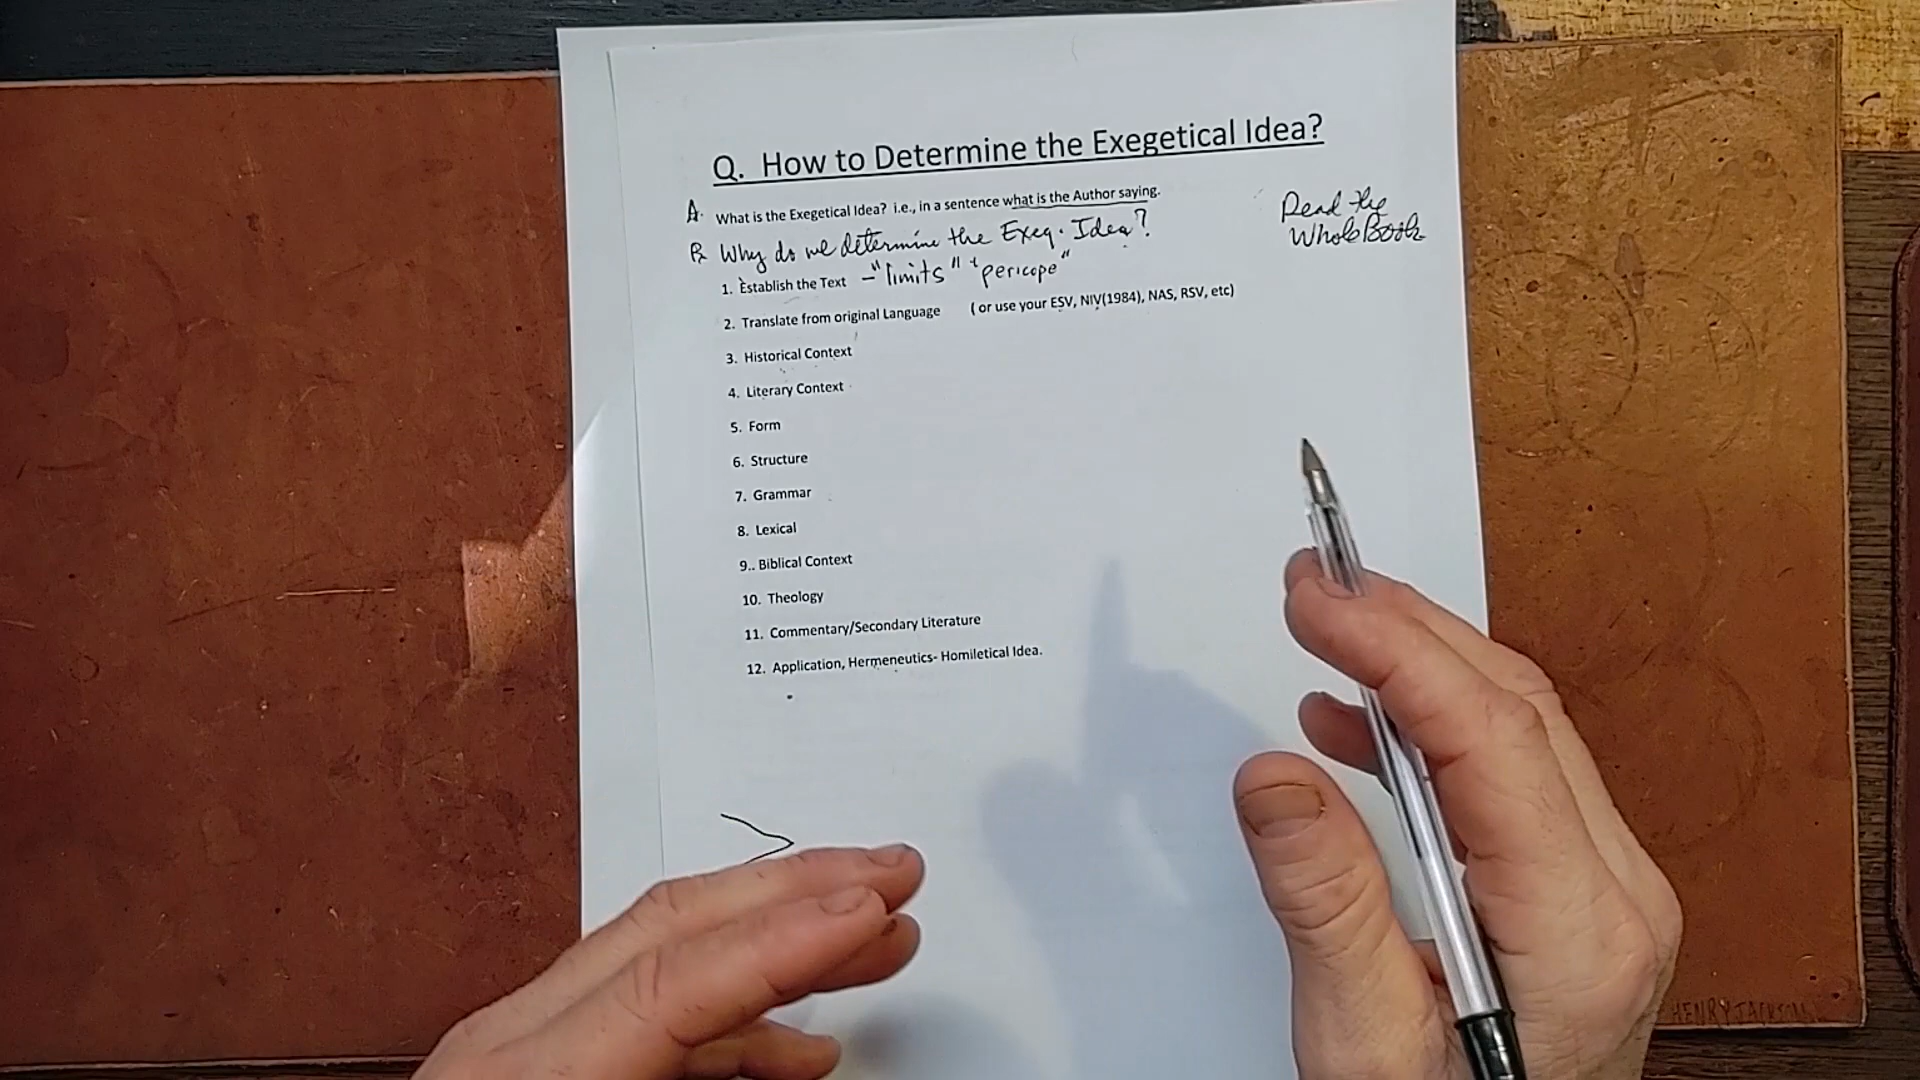 Q. How to Determine the Exegetical Idea?
A. What is the Exegetical Idea? i.e., in a sentence what is the Author saying.
Read the
Whole Book
B. Why do we determine the Exeg. Idea?
1. Establish the Text - "limits" + "pericope"
2. Translate from original Language ( or use your ESV, NIV(1984), NAS, RSV, etc)
3. Historical Context
4. Literary Context
5. Form
6. Structure
7. Grammar
8. Lexical
9.. Biblical Context
10. Theology
11. Commentary/Secondary Literature
12. Application, Hermeneutics- Homiletical Idea.
HENRY JACKSON